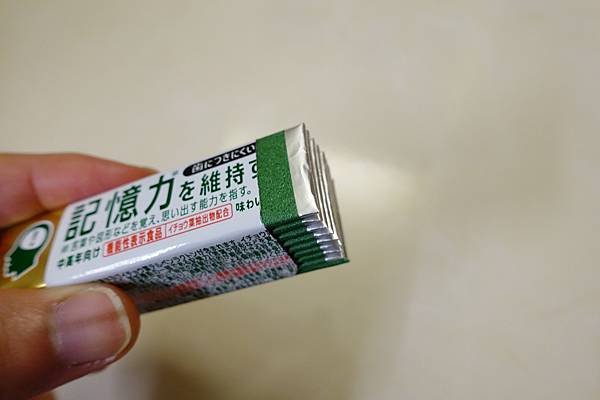 歯につきにくい
記憶力※を維持す
※言葉や図形などを覚え、思い出す能力を指す。
中高年向け 機能性表示食品 イチョウ葉抽出物配合 味わい